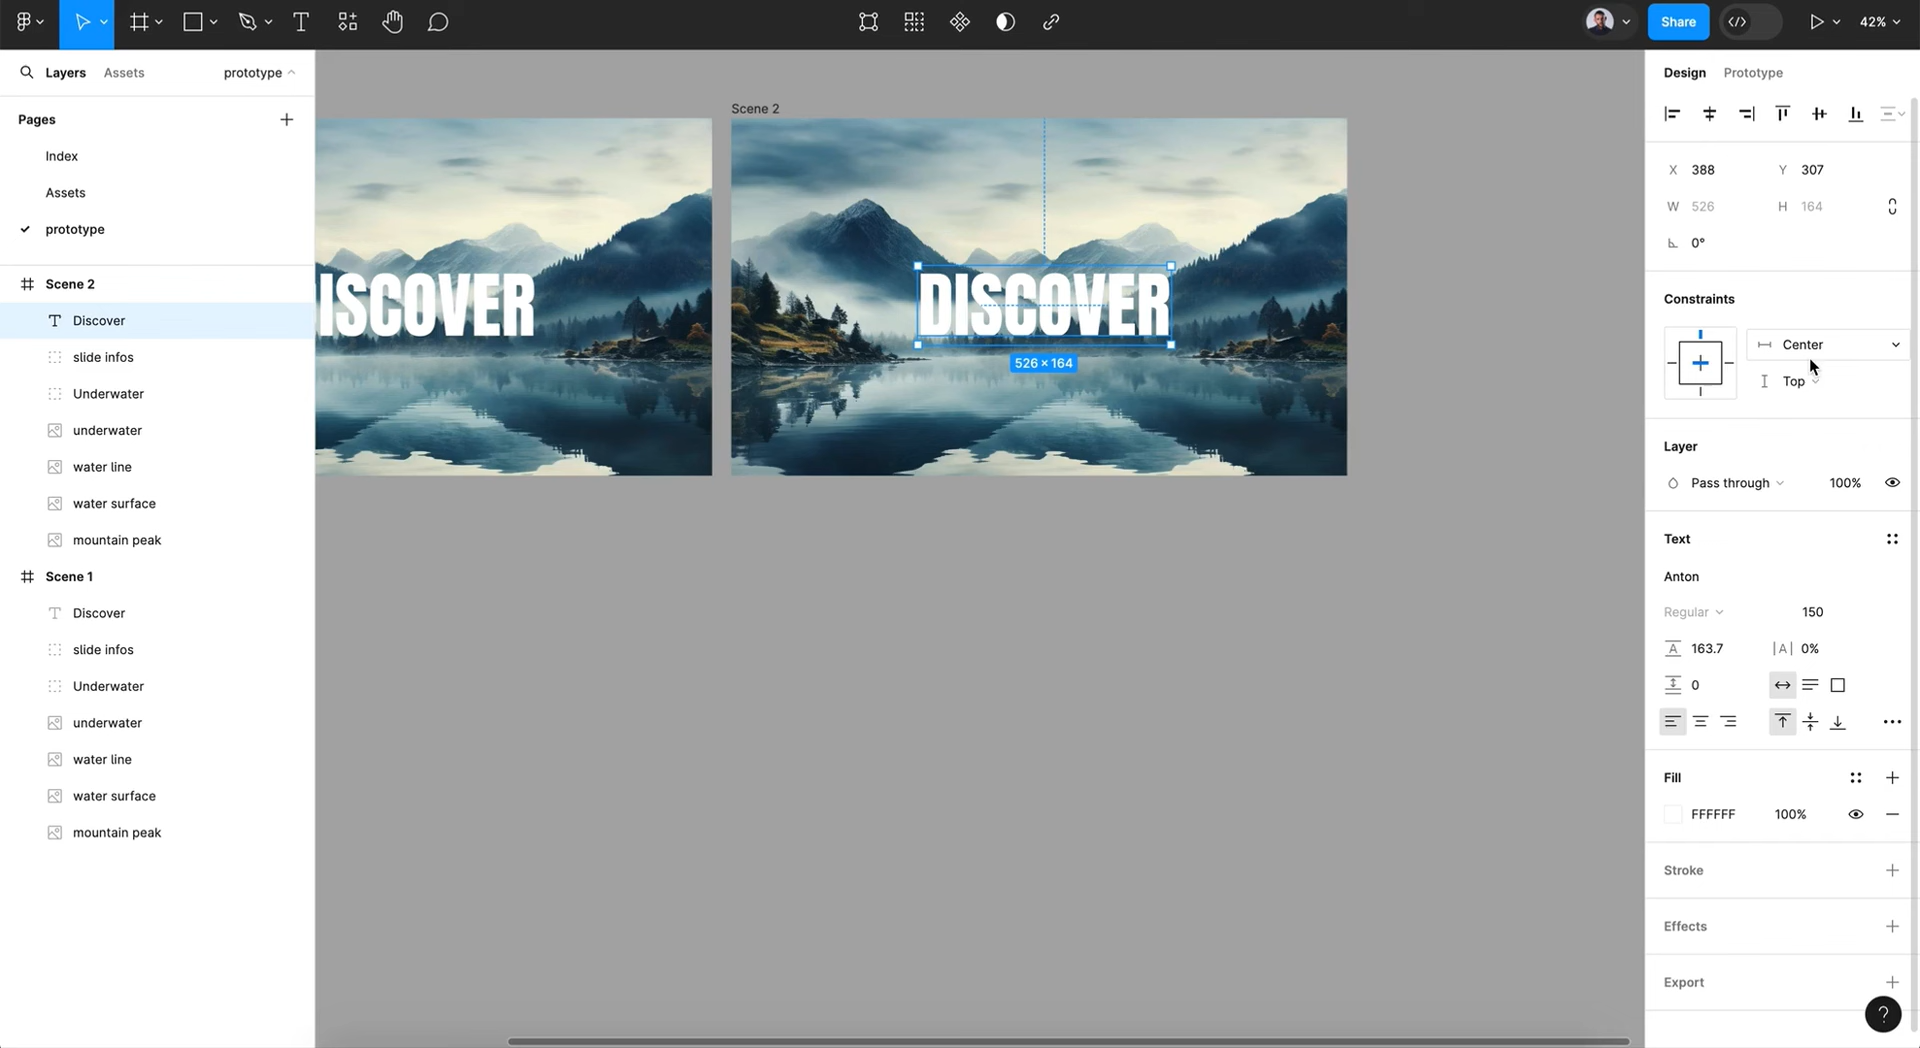 Share
42%
Layers
Assets
prototype
Pages
Index
Assets
prototype
Scene 2
Discover
slide infos
Underwater
underwater
water line
water surface
mountain peak
Scene 1
Discover
slide infos
Underwater
underwater
water line
water surface
mountain peak
Scene 2
ISCOVER
DISCOVER
526 × 164
Design
Prototype
X 388
Y 307
W 526
H 164
0°
Constraints
Center
Top
Layer
Pass through
100%
Text
Anton
Regular
150
163.7
|A| 0%
0
Fill
FFFFFF
100%
Stroke
Effects
Export
?